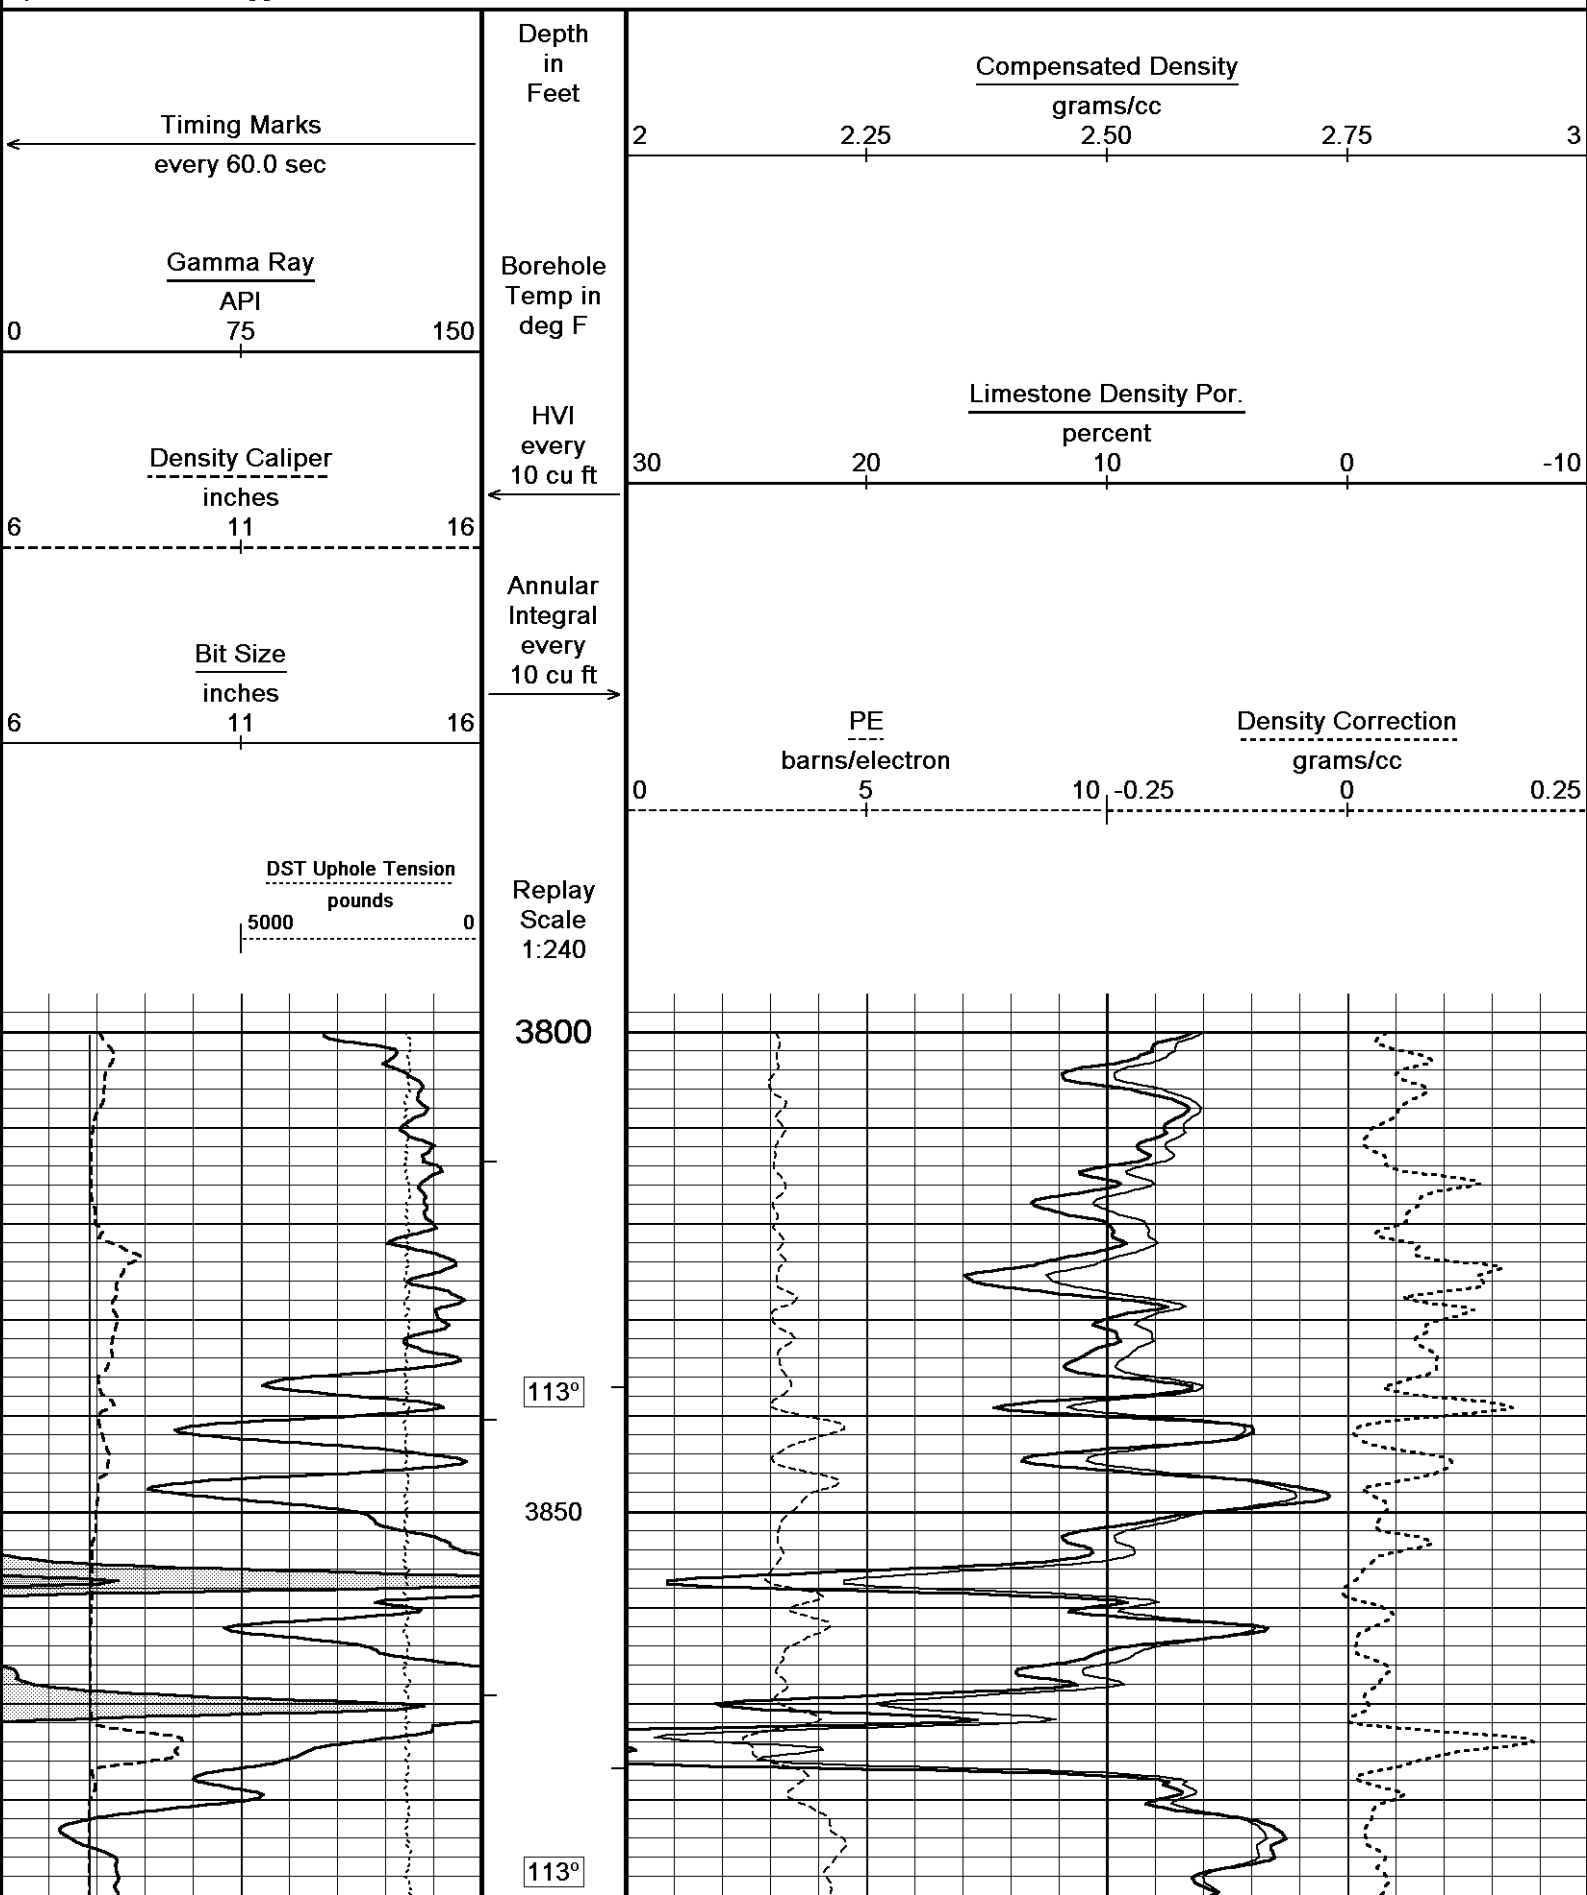 Timing Marks
every 60.0 sec
Gamma Ray
API
0 75 150
Density Caliper
inches
6 11 16
Bit Size
inches
6 11 16
DST Uphole Tension
pounds
5000 0
Depth
in
Feet
Borehole
Temp in
deg F
HVI
every
10 cu ft
Annular
Integral
every
10 cu ft
Replay
Scale
1:240
Compensated Density
grams/cc
2 2.25 2.50 2.75 3
Limestone Density Por.
percent
30 20 10 0 -10
PE
barns/electron
0 5 10
Density Correction
grams/cc
-0.25 0 0.25
3800
113º
3850
113º